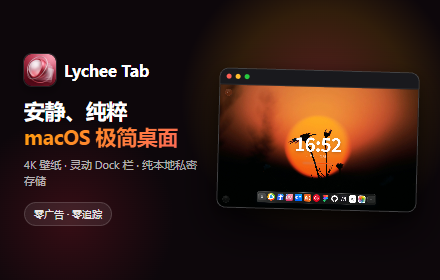 Lychee Tab
安静、纯粹
macOS 极简桌面
4K 壁纸 · 灵动 Dock 栏 · 纯本地私密
存储
零广告 · 零追踪
16:52